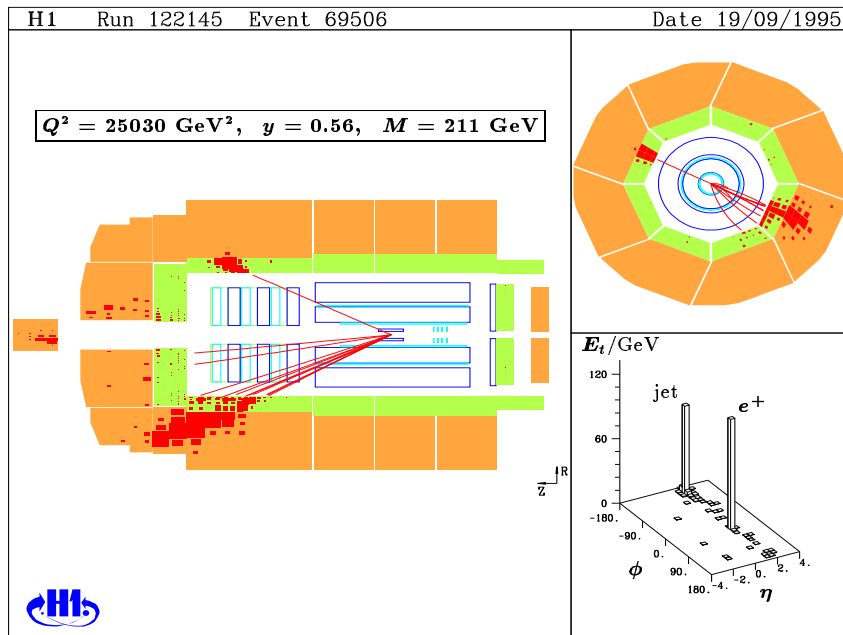 H1 Run 122145 Event 69506 Date 19/09/1995
Q² = 25030 GeV², y = 0.56, M = 211 GeV
R
Z
E_t/GeV
120
jet
e⁺
60
0
-180.
-90.
0.
90.
180.
ϕ
-4.
-2.
0.
2.
4.
η
H1.